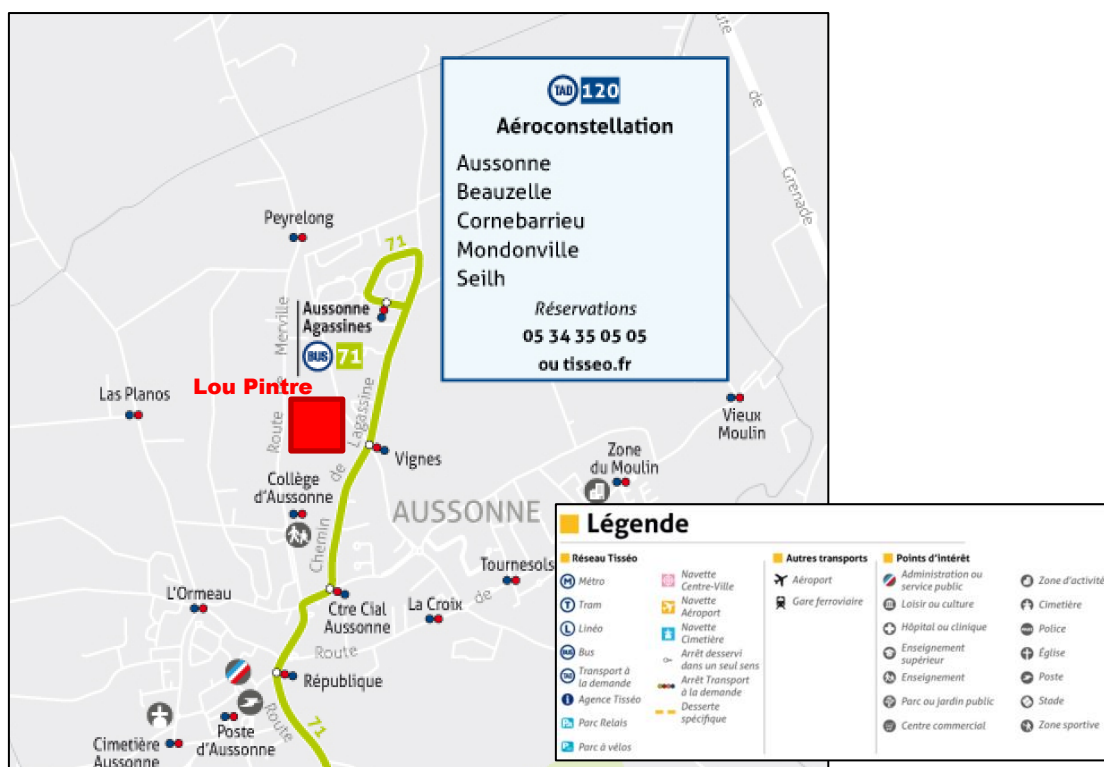 TAD 120
Aéroconstellation
Aussonne
Beauzelle
Cornebarrieu
Mondonville
Seilh
Réservations
05 34 35 05 05
ou tisseo.fr
de
Grenade
Peyrelong
71
Aussonne
Agassines
BUS 71
Route de Merville
Lou Pintre
Las Planos
Chemin de Lagassine
Vignes
Vieux
Moulin
Zone
du Moulin
Collège
d'Aussonne
AUSSONNE
Tournesols
L'Ormeau
Ctre Cial
Aussonne
La Croix
Route de
République
Route
71
Poste
d'Aussonne
Cimetière
Aussonne
Légende
Réseau Tisséo
M Métro
T Tram
L Linéo
BUS Bus
TAD Transport à
la demande
i Agence Tisséo
Parc Relais
Parc à vélos
Navette
Centre-Ville
Navette
Aéroport
Navette
Cimetière
Arrêt desservi
dans un seul sens
Arrêt Transport
à la demande
Desserte
spécifique
Autres transports
Aéroport
Gare ferroviaire
Points d'intérêt
Administration ou
service public
Loisir ou culture
Hôpital ou clinique
Enseignement
supérieur
Enseignement
Parc ou jardin public
Centre commercial
Zone d'activité
Cimetière
Police
Église
Poste
Stade
Zone sportive